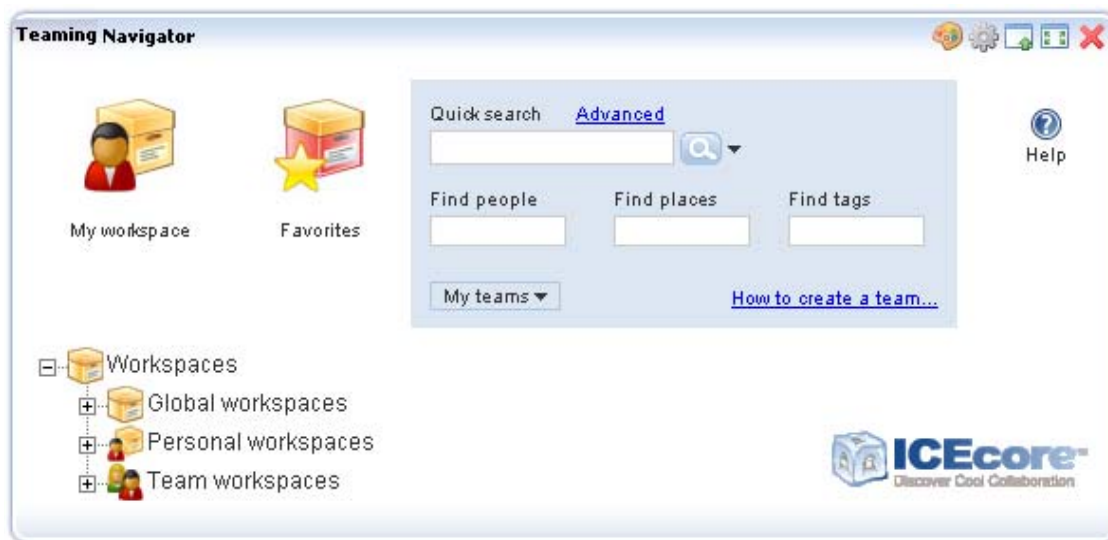 Teaming Navigator
Quick search Advanced
Help
Find people Find places Find tags
My workspace Favorites
My teams
How to create a team...
Workspaces
Global workspaces
Personal workspaces
Team workspaces
ICEcore
Discover Cool Collaboration